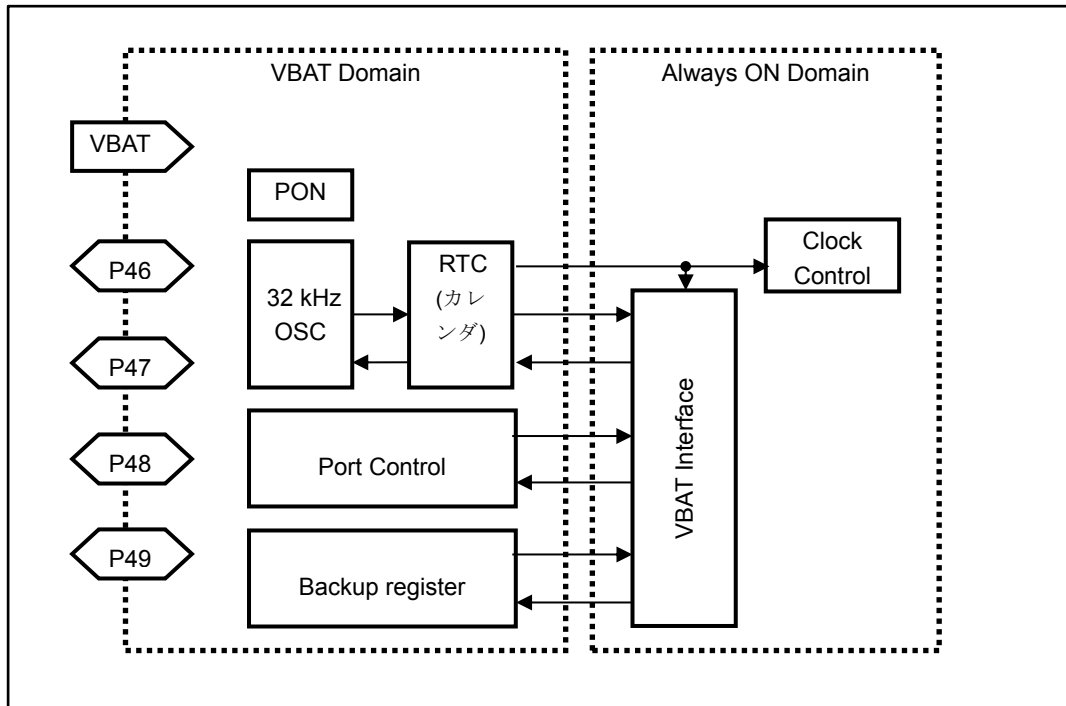 VBAT Domain
Always ON Domain
VBAT
PON
P46
32 kHz
OSC
RTC
(カレ
ンダ)
Clock
Control
P47
P48
Port Control
VBAT Interface
P49
Backup register